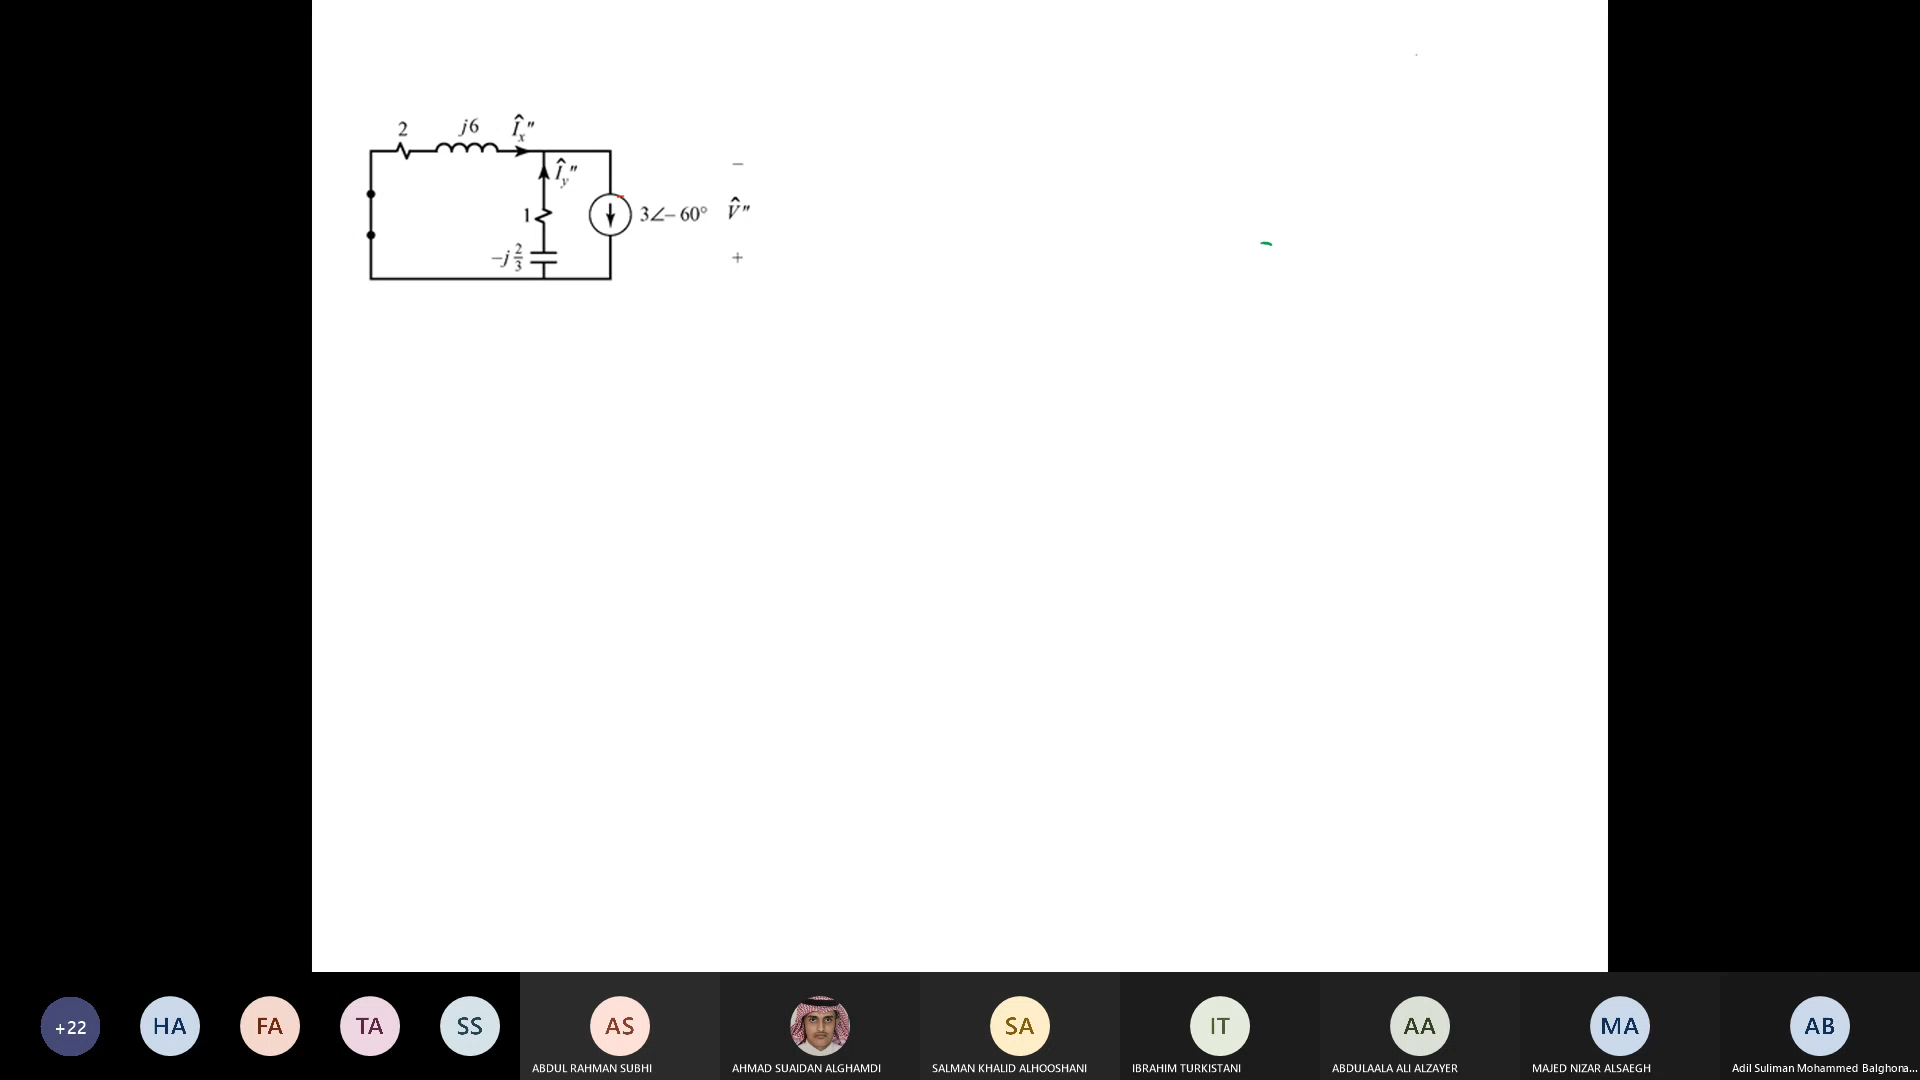 2
j6
Î_x″
Î_y″
1
−j 2/3
3∠−60°
−
V̂″
+
+22
HA
FA
TA
SS
AS
SA
IT
AA
MA
AB
ABDUL RAHMAN SUBHI
AHMAD SUAIDAN ALGHAMDI
SALMAN KHALID ALHOOSHANI
IBRAHIM TURKISTANI
ABDULAALA ALI ALZAYER
MAJED NIZAR ALSAEGH
Adil Suliman Mohammed Balghona...